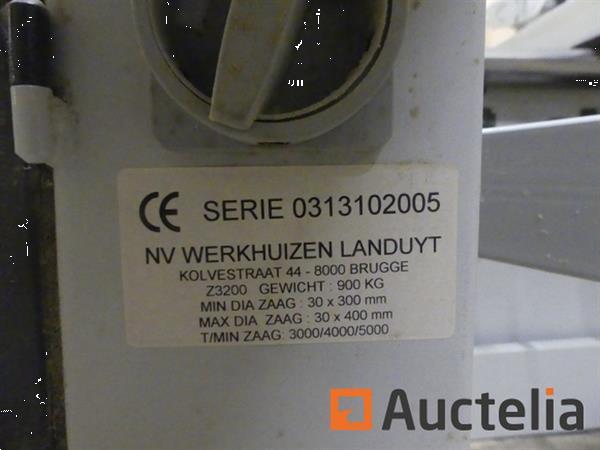 CE SERIE 0313102005
NV WERKHUIZEN LANDUYT
KOLVESTRAAT 44 - 8000 BRUGGE
Z3200 GEWICHT : 900 KG
MIN DIA ZAAG : 30 x 300 mm
MAX DIA ZAAG : 30 x 400 mm
T/MIN ZAAG: 3000/4000/5000
Auctelia